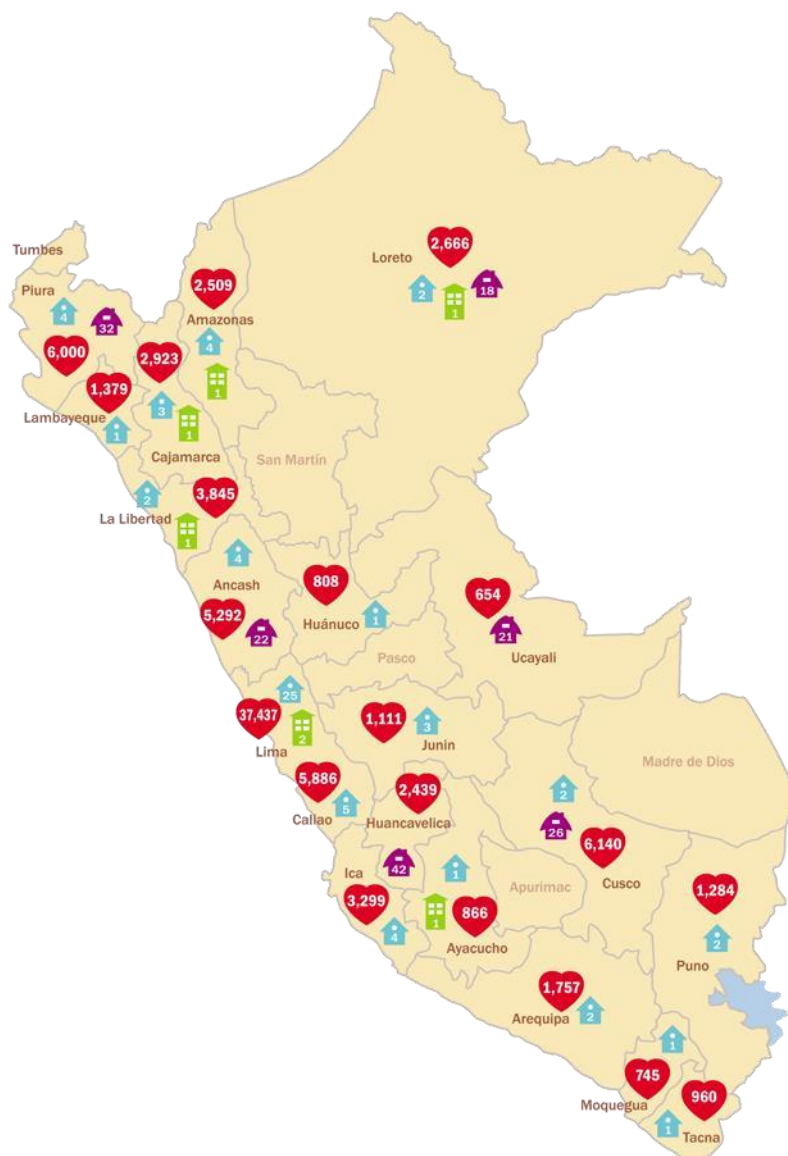 Tumbes
Piura
4
32
6,000
2,509
Amazonas
4
1
Loreto
2,666
2
1
18
2,923
3
1
Cajamarca
1,379
Lambayeque
1
San Martín
2
3,845
La Libertad
1
4
Ancash
5,292
22
808
Huánuco
1
654
21
Ucayali
Pasco
25
37,437
2
Lima
1,111
3
Junin
Madre de Dios
5,886
5
Callao
2,439
Huancavelica
42
2
26
6,140
Cusco
Ica
3,299
4
1
1
866
Ayacucho
Apurimac
1,284
2
Puno
1,757
Arequipa
2
1
745
Moquegua
960
1
Tacna